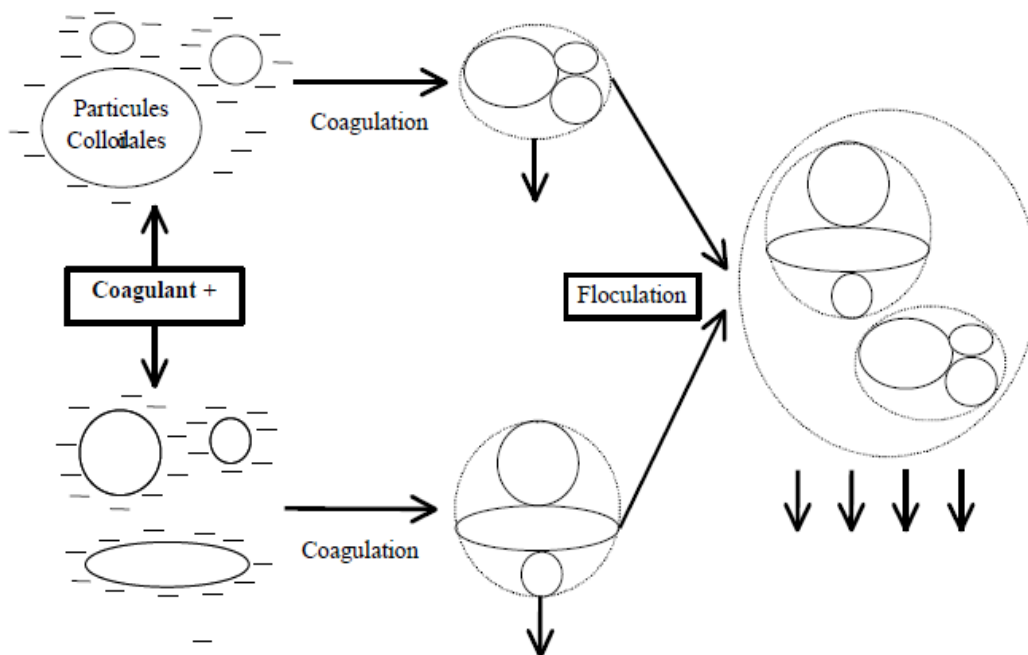 Particules
Colloïdales
Coagulation
Coagulant +
Floculation
Coagulation